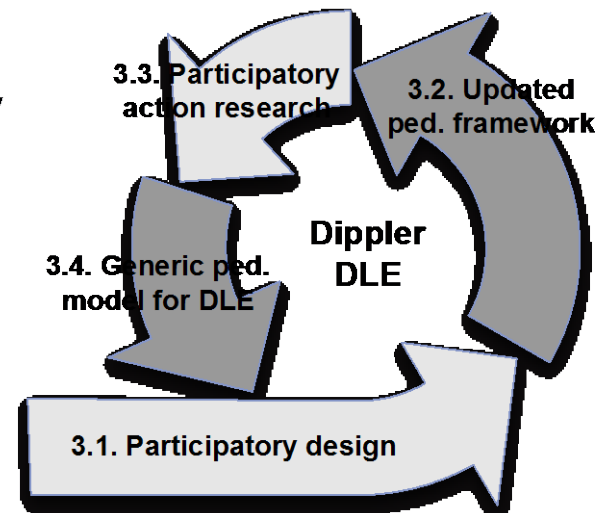 3.3. Participatory
action research
3.2. Updated
ped. framework
Dippler
DLE
3.4. Generic ped.
model for DLE
3.1. Participatory design